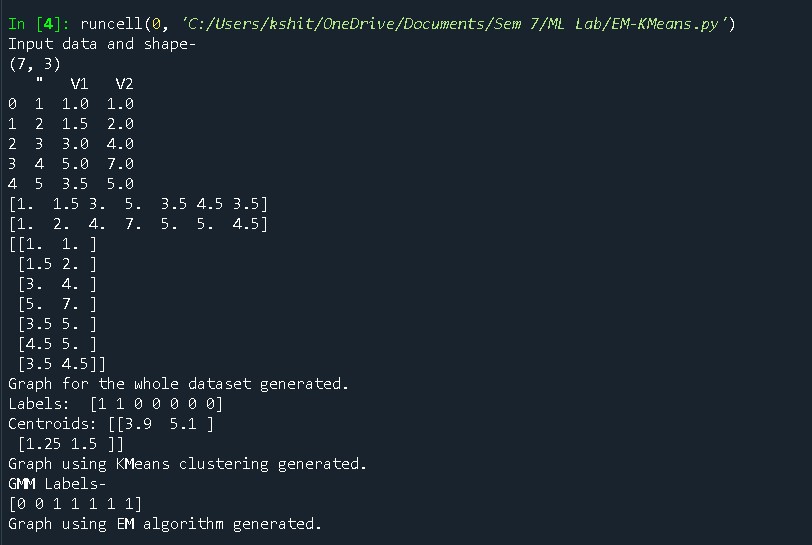 In [4]: runcell(0, 'C:/Users/kshit/OneDrive/Documents/Sem 7/ML Lab/EM-KMeans.py')
Input data and shape-
(7, 3)
   "   V1   V2
0  1  1.0  1.0
1  2  1.5  2.0
2  3  3.0  4.0
3  4  5.0  7.0
4  5  3.5  5.0
[1.  1.5 3.  5.  3.5 4.5 3.5]
[1.  2.  4.  7.  5.  5.  4.5]
[[1.  1. ]
 [1.5 2. ]
 [3.  4. ]
 [5.  7. ]
 [3.5 5. ]
 [4.5 5. ]
 [3.5 4.5]]
Graph for the whole dataset generated.
Labels:  [1 1 0 0 0 0 0]
Centroids: [[3.9  5.1 ]
 [1.25 1.5 ]]
Graph using KMeans clustering generated.
GMM Labels-
[0 0 1 1 1 1 1]
Graph using EM algorithm generated.